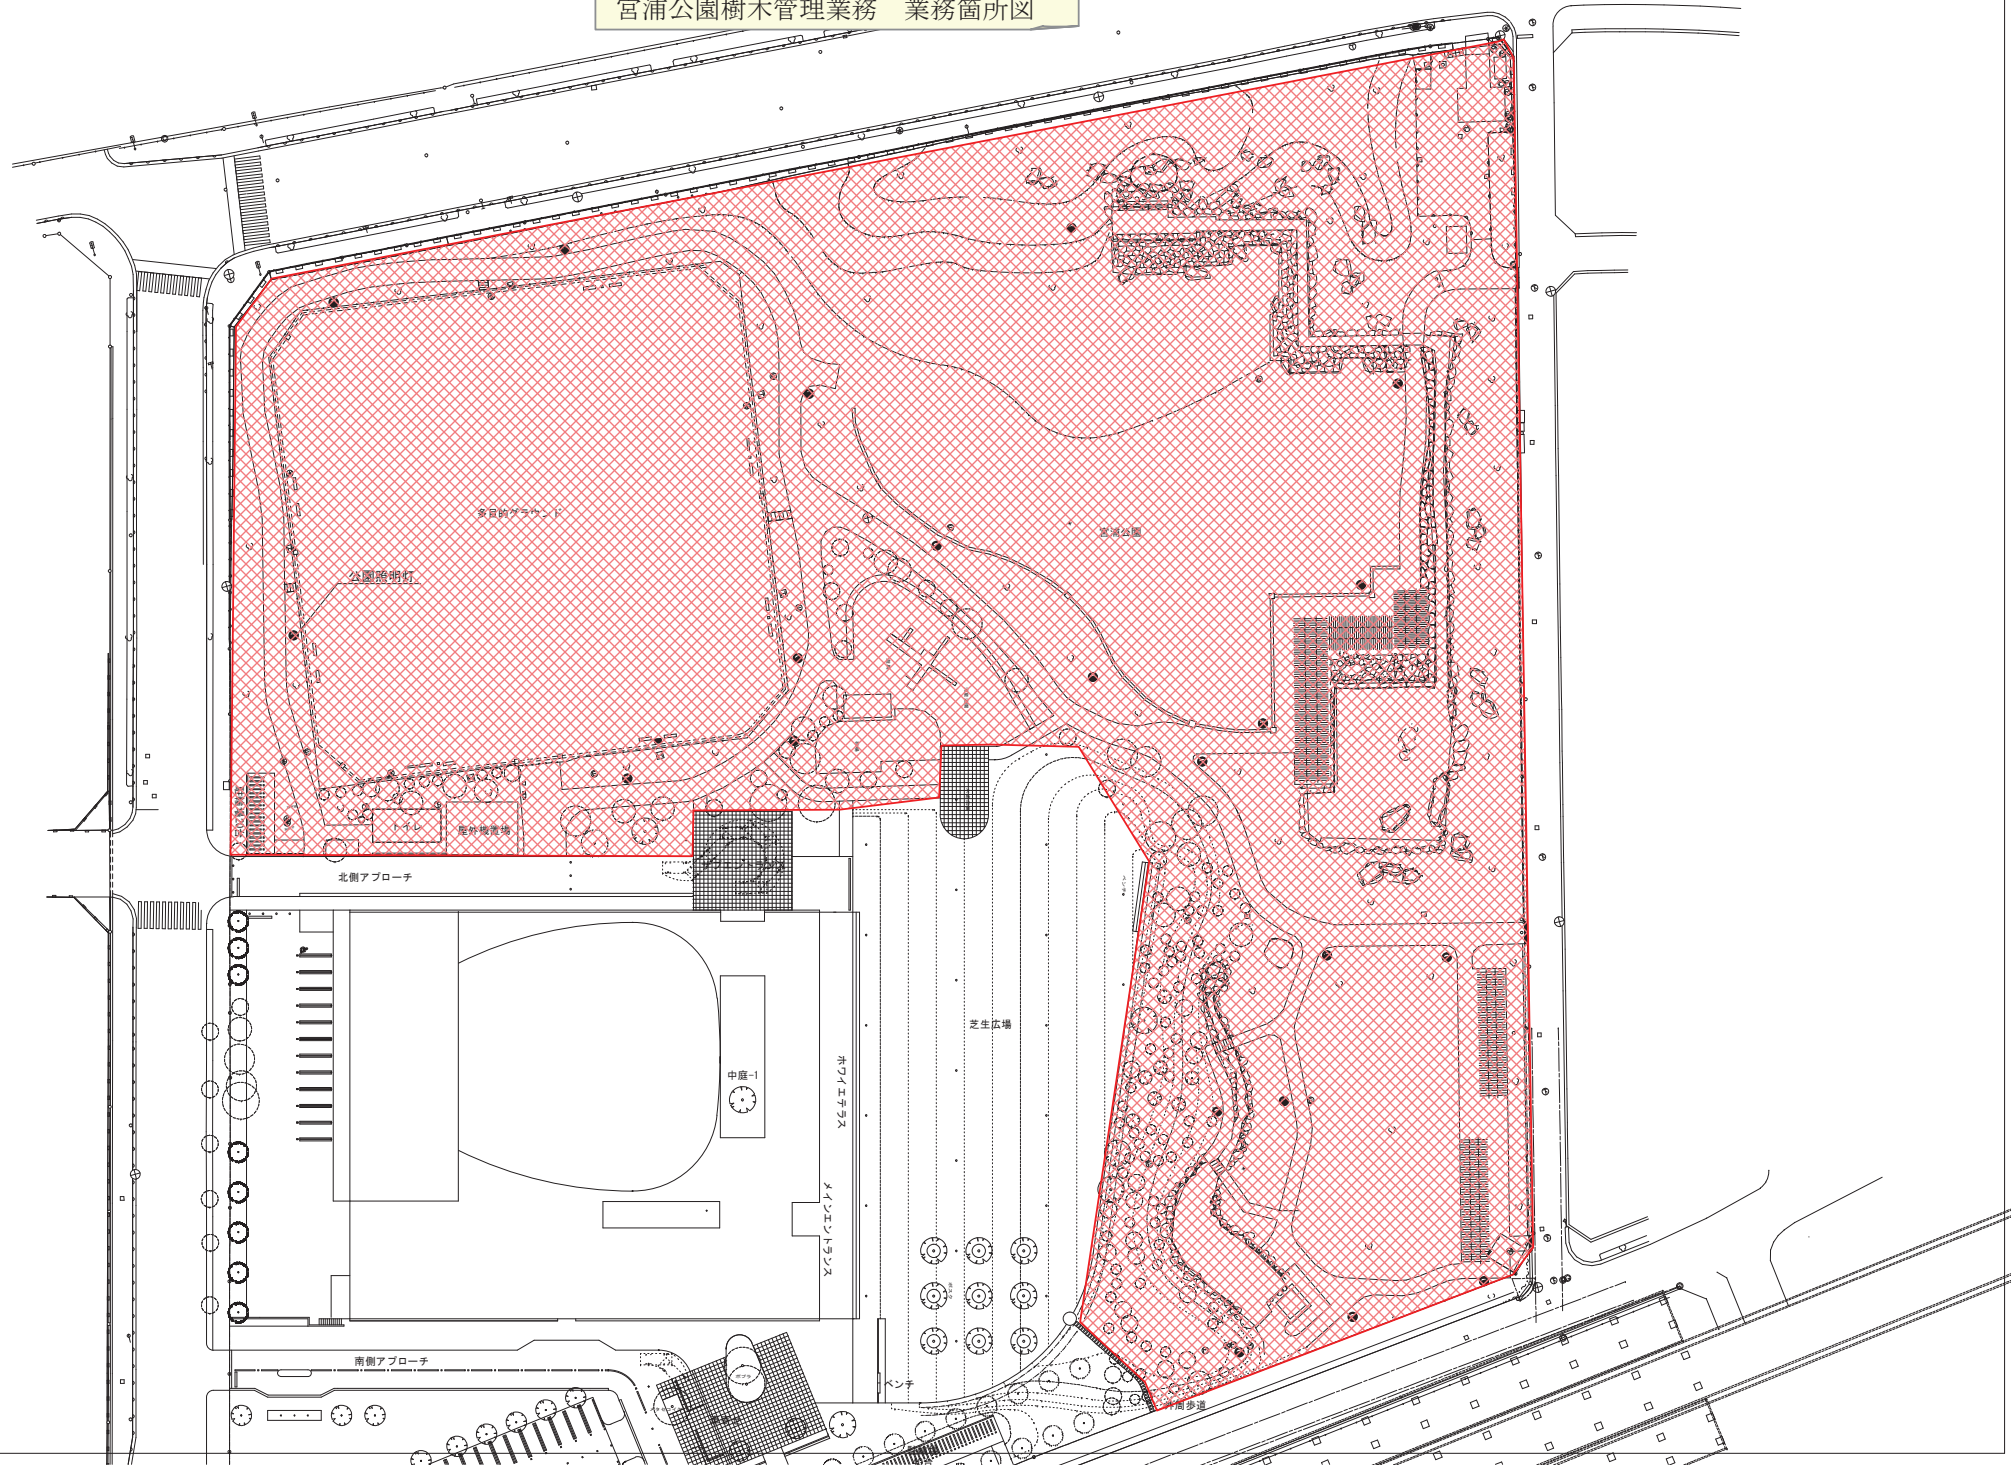 宮浦公園樹木管理業務　業務箇所図
多目的グラウンド
宮浦公園
公園照明灯
トイレ
屋外機置場
北側アプローチ
芝生広場
中庭-1
ホワイエテラス
メインエントランス
南側アプローチ
ベンチ
外周歩道